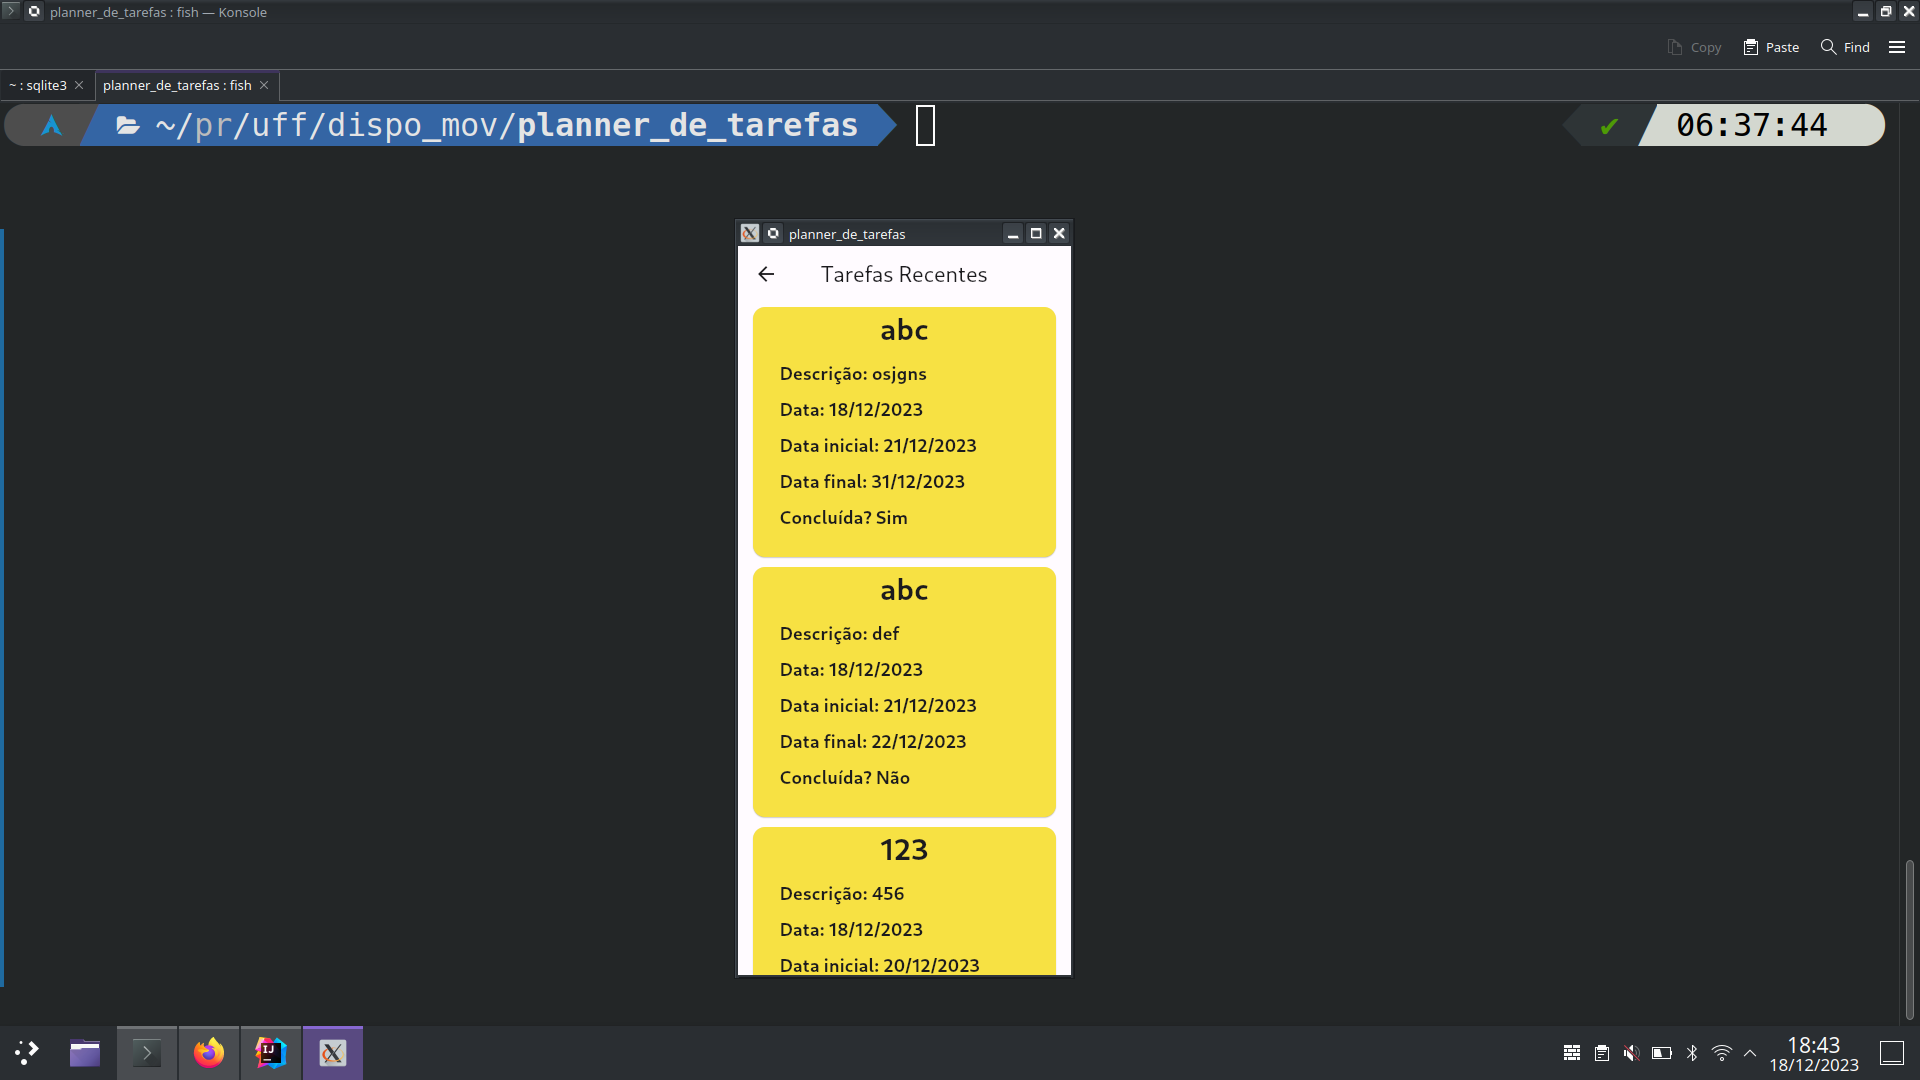 planner_de_tarefas : fish — Konsole
Copy Paste Find
~ : sqlite3 planner_de_tarefas : fish
~/pr/uff/dispo_mov/planner_de_tarefas ✔ 06:37:44
planner_de_tarefas
Tarefas Recentes
abc
Descrição: osjgns
Data: 18/12/2023
Data inicial: 21/12/2023
Data final: 31/12/2023
Concluída? Sim
abc
Descrição: def
Data: 18/12/2023
Data inicial: 21/12/2023
Data final: 22/12/2023
Concluída? Não
123
Descrição: 456
Data: 18/12/2023
Data inicial: 20/12/2023
IJ
18:43
18/12/2023